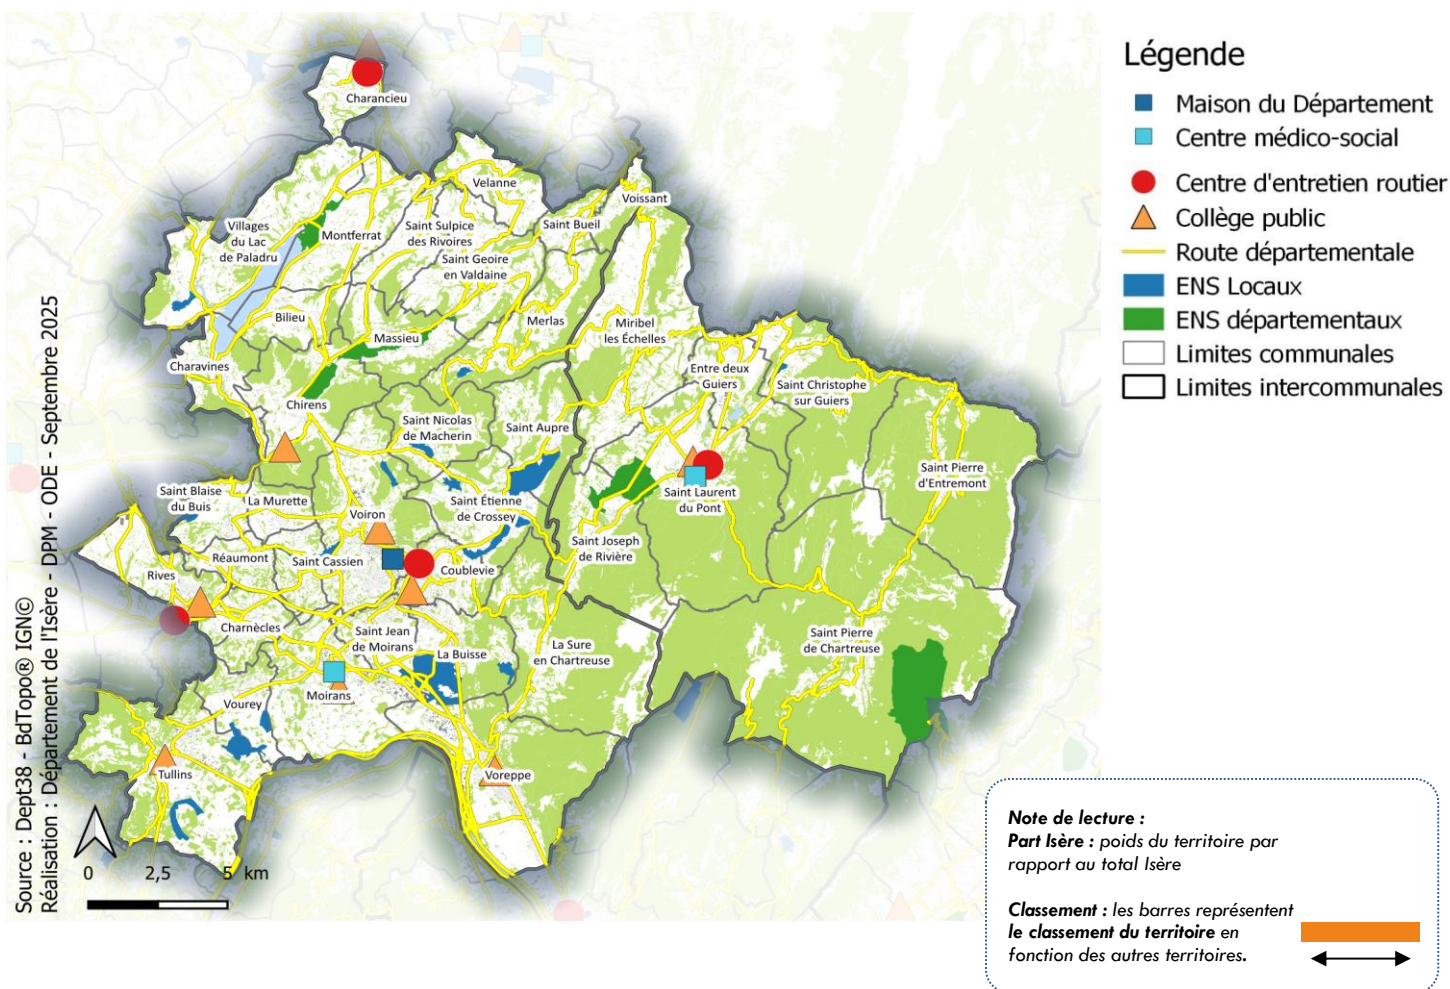 Charancieu
Velanne
Voissant
Villages
du Lac
de Paladru
Montferrat
Saint Sulpice
des Rivoires
Saint Bueil
Saint Geoire
en Valdaine
Bilieu
Massieu
Merlas
Miribel
les Échelles
Charavines
Entre deux
Guiers
Saint Christophe
sur Guiers
Chirens
Saint Nicolas
de Macherin
Saint Aupre
Saint Pierre
d'Entremont
Saint Blaise
du Buis
La Murette
Voiron
Saint Étienne
de Crossey
Saint Laurent
du Pont
Saint Joseph
de Rivière
Réaumont
Saint Cassien
Coublevie
Rives
Charnècles
Saint Jean
de Moirans
La Buisse
La Sure
en Chartreuse
Saint Pierre
de Chartreuse
Moirans
Vourey
Tullins
Voreppe
0 2,5 5 km
Source : Dept38 - BdTopo® IGN©
Réalisation : Département de l'Isère - DPM - ODE - Septembre 2025
Légende
Maison du Département
Centre médico-social
Centre d'entretien routier
Collège public
Route départementale
ENS Locaux
ENS départementaux
Limites communales
Limites intercommunales
Note de lecture :
Part Isère : poids du territoire par
rapport au total Isère
Classement : les barres représentent
le classement du territoire en
fonction des autres territoires.